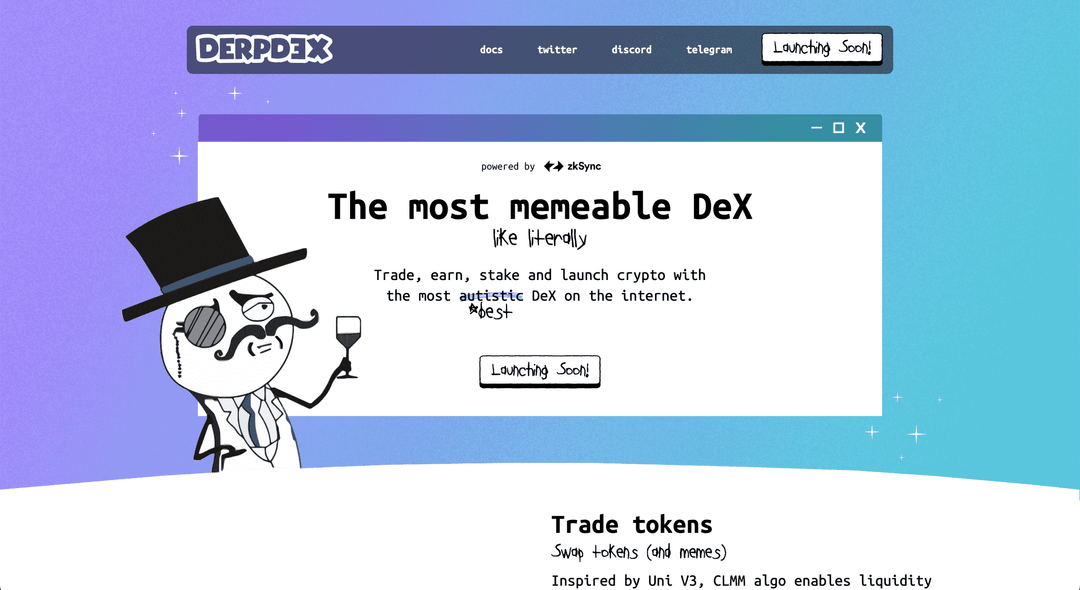 DERPDEX
docs twitter discord telegram Launching Soon!
powered by zkSync
The most memeable DeX
like literally
Trade, earn, stake and launch crypto with
the most autistic DeX on the internet.
*best
Launching Soon!
Trade tokens
Swap tokens (and memes)
Inspired by Uni V3, CLMM algo enables liquidity